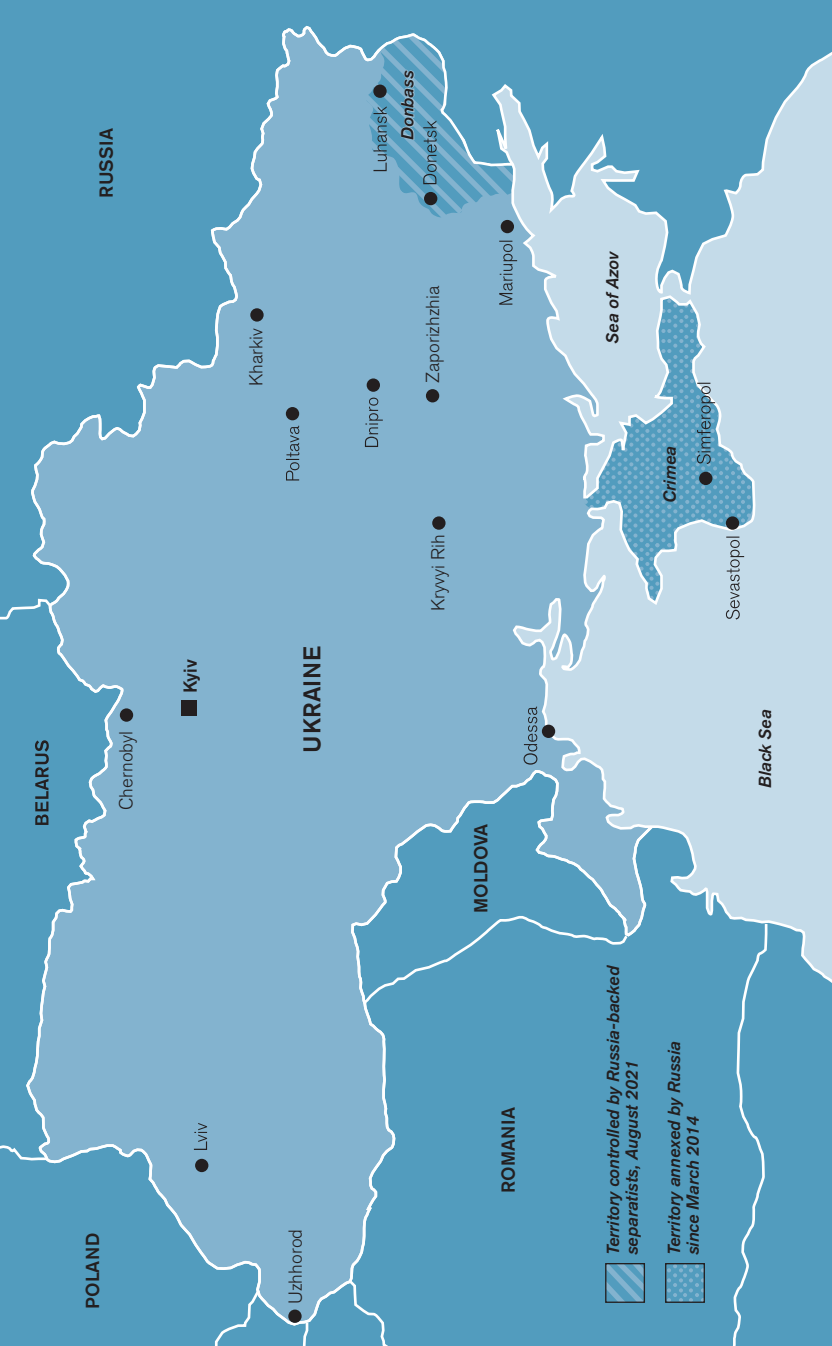 POLAND
BELARUS
RUSSIA
Chernobyl
Kyiv
Lviv
Kharkiv
Uzhhorod
Poltava
UKRAINE
Dnipro
Luhansk
Donbass
Donetsk
Zaporizhzhia
Kryvyi Rih
MOLDOVA
Mariupol
ROMANIA
Odessa
Sea of Azov
Crimea
Simferopol
Sevastopol
Black Sea
Territory controlled by Russia-backed
separatists, August 2021
Territory annexed by Russia
since March 2014